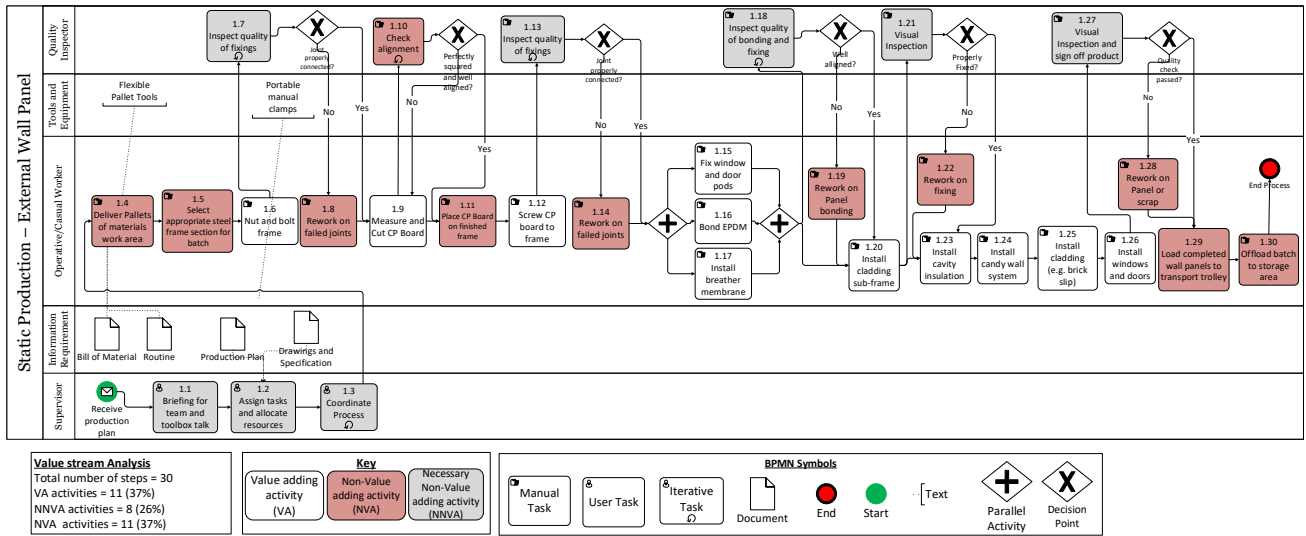 Static Production – External Wall Panel
Quality
Inspector
1.7
Inspect quality
of fixings
Joint
properly
connected?
1.10
Check
alignment
Perfectly
squared
and well
aligned?
1.13
Inspect quality
of fixings
Joint
properly
connected?
1.18
Inspect quality
of bonding and
fixing
Well
alligned?
1.21
Visual
Inspection
Properly
Fixed?
1.27
Visual
Inspection and
sign off product
Quality
check
passed?
Tools and
Equipment
Flexible
Pallet Tools
Portable
manual
clamps
No
Yes
No
Yes
No
Yes
No
Yes
No
Yes
No
Yes
Operative/Casual Worker
1.4
Deliver Pallets
of materials
work area
1.5
Select
appropriate steel
frame section for
batch
1.6
Nut and bolt
frame
1.8
Rework on
failed joints
1.9
Measure and
Cut CP Board
1.11
Place CP Board
on finished
frame
1.12
Screw CP
board to
frame
1.14
Rework on
failed joints
1.15
Fix window
and door
pods
1.16
Bond EPDM
1.17
Install
breather
membrane
1.19
Rework on
Panel
bonding
1.20
Install
cladding
sub-frame
1.22
Rework on
fixing
1.23
Install
cavity
insulation
1.24
Install
candy wall
system
1.25
Install
cladding
(e.g. brick
slip)
1.26
Install
windows
and doors
1.28
Rework on
Panel or
scrap
1.29
Load completed
wall panels to
transport trolley
1.30
Offload batch
to storage
area
End Process
Information
Requirement
Bill of Material
Routine
Production Plan
Drawings and
Specification
Supervisor
Receive
production
plan
1.1
Briefing for
team and
toolbox talk
1.2
Assign tasks
and allocate
resources
1.3
Coordinate
Process
Value stream Analysis
Total number of steps = 30
VA activities = 11 (37%)
NNVA activities = 8 (26%)
NVA activities = 11 (37%)
Key
Value adding
activity
(VA)
Non-Value
adding activity
(NVA)
Necessary
Non-Value
adding activity
(NNVA)
BPMN Symbols
Manual
Task
User Task
Iterative
Task
Document
End
Start
Text
Parallel
Activity
Decision
Point